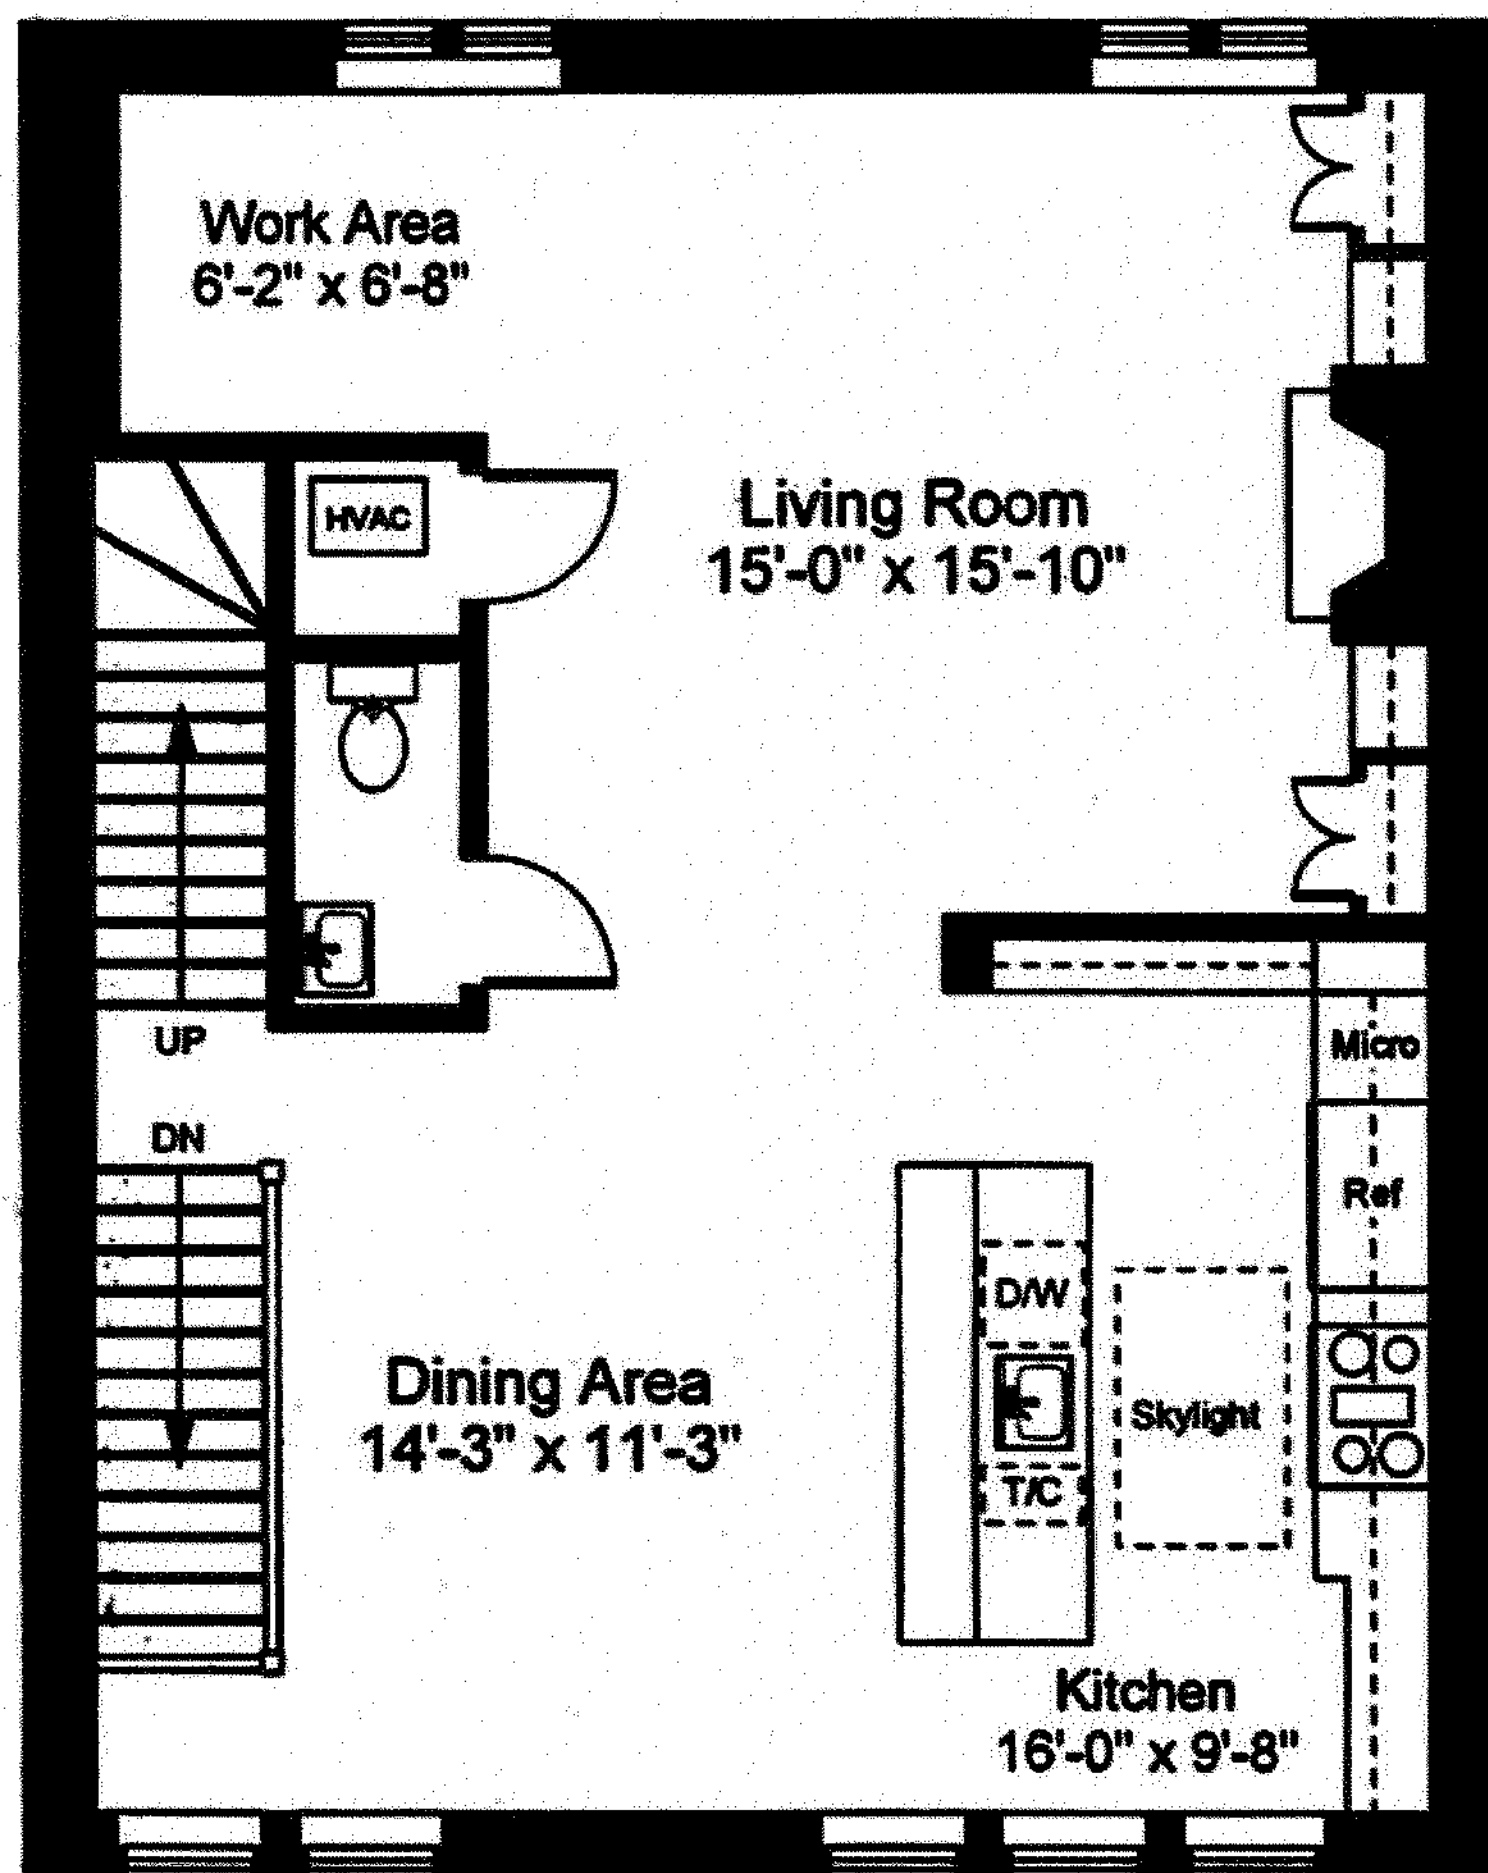 Work Area
6'-2" x 6'-8"
HVAC
Living Room
15'-0" x 15'-10"
UP
Micro
DN
Ref
D/W
Dining Area
14'-3" x 11'-3"
Skylight
T/C
Kitchen
16'-0" x 9'-8"